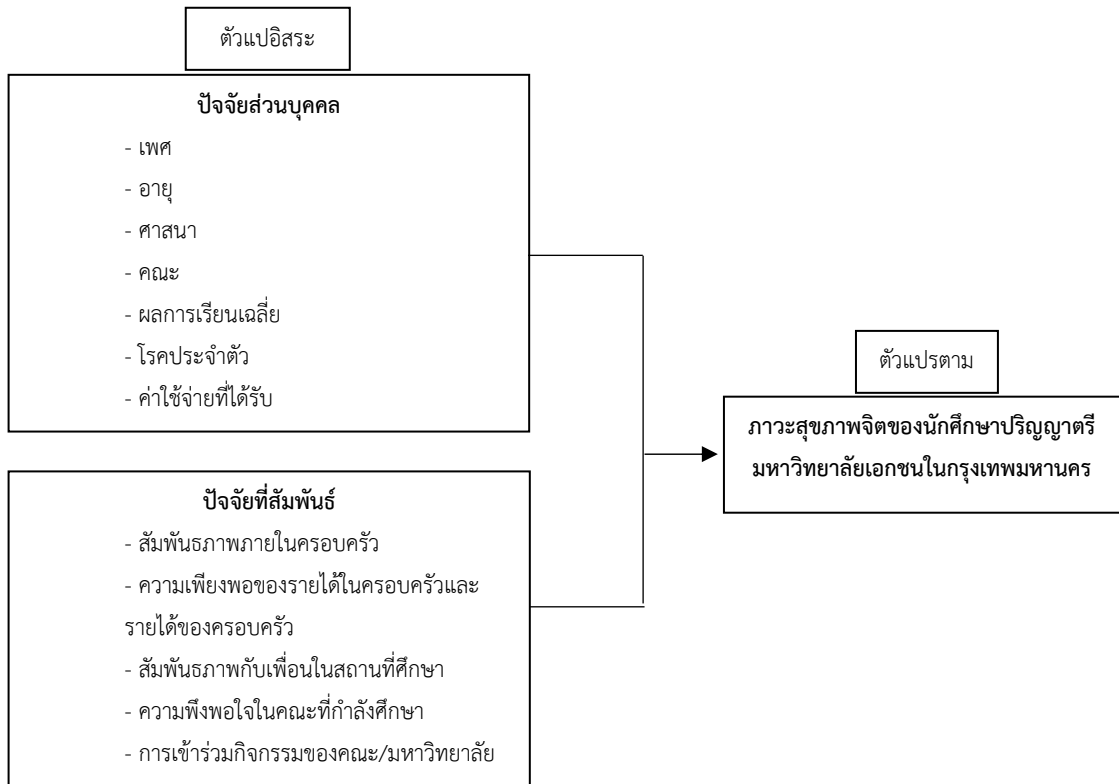 ตัวแปอิสระ
ปัจจัยส่วนบุคคล
- เพศ
- อายุ
- ศาสนา
- คณะ
- ผลการเรียนเฉลี่ย
- โรคประจำตัว
- ค่าใช้จ่ายที่ได้รับ
ปัจจัยที่สัมพันธ์
- สัมพันธภาพภายในครอบครัว
- ความเพียงพอของรายได้ในครอบครัวและ
รายได้ของครอบครัว
- สัมพันธภาพกับเพื่อนในสถานที่ศึกษา
- ความพึงพอใจในคณะที่กำลังศึกษา
- การเข้าร่วมกิจกรรมของคณะ/มหาวิทยาลัย
ตัวแปรตาม
ภาวะสุขภาพจิตของนักศึกษาปริญญาตรี
มหาวิทยาลัยเอกชนในกรุงเทพมหานคร